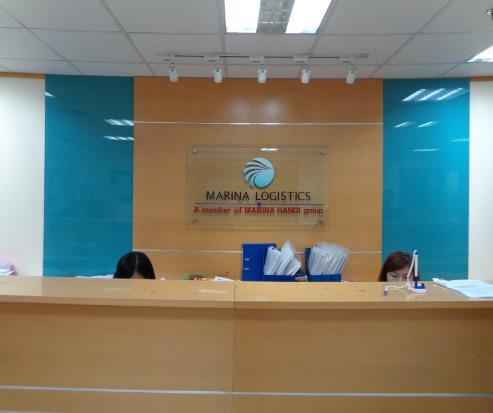 MARINA LOGISTICS
A member of MARINA HANOI group